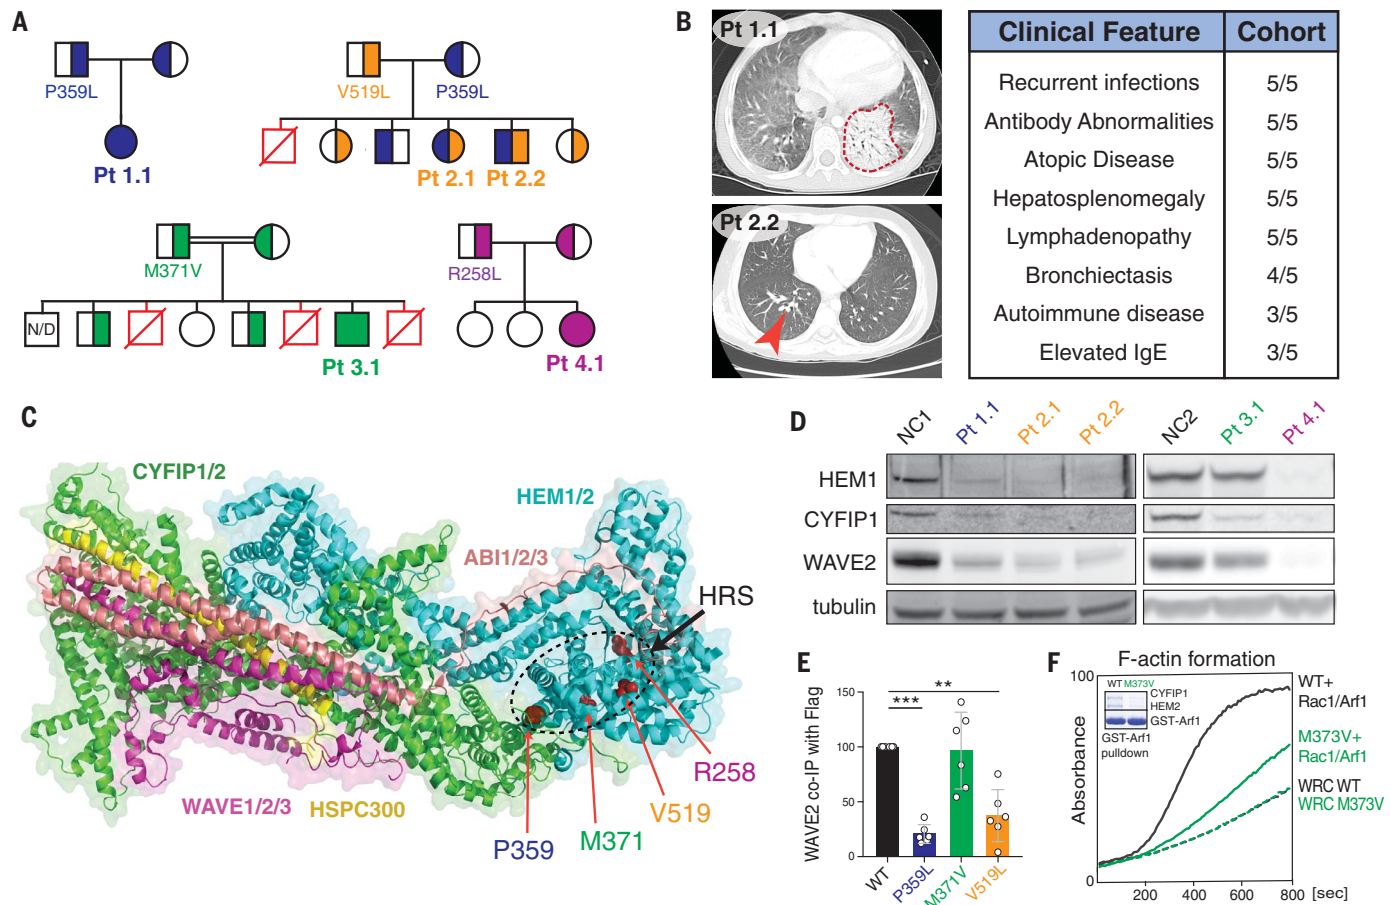 A
P359L
Pt 1.1
V519L
P359L
Pt 2.1
Pt 2.2
M371V
N/D
Pt 3.1
R258L
Pt 4.1
B
Pt 1.1
Pt 2.2
Clinical Feature Cohort
Recurrent infections 5/5
Antibody Abnormalities 5/5
Atopic Disease 5/5
Hepatosplenomegaly 5/5
Lymphadenopathy 5/5
Bronchiectasis 4/5
Autoimmune disease 3/5
Elevated IgE 3/5
C
CYFIP1/2
HEM1/2
ABI1/2/3
HRS
WAVE1/2/3
HSPC300
P359
M371
V519
R258
D
NC1 Pt 1.1 Pt 2.1 Pt 2.2 NC2 Pt 3.1 Pt 4.1
HEM1
CYFIP1
WAVE2
tubulin
E
WAVE2 co-IP with Flag
150
100
50
0
***
**
WT P359L M371V V519L
F
F-actin formation
Absorbance
100
0
200 400 600 800 [sec]
WT M373V
CYFIP1
HEM2
GST-Arf1
GST-Arf1
pulldown
WT+
Rac1/Arf1
M373V+
Rac1/Arf1
WRC WT
WRC M373V